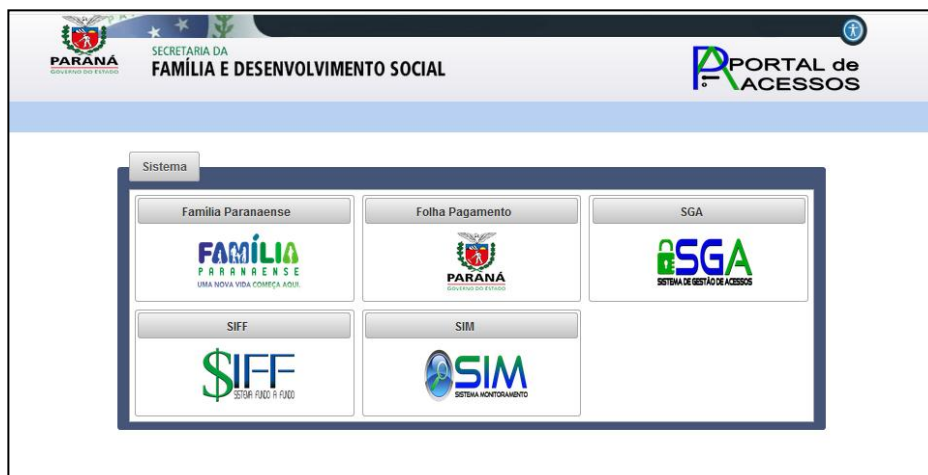 PARANÁ
GOVERNO DO ESTADO
SECRETARIA DA
FAMÍLIA E DESENVOLVIMENTO SOCIAL
PORTAL de
ACESSOS
Sistema
Família Paranaense
Folha Pagamento
SGA
FAMÍLIA
PARANAENSE
UMA NOVA VIDA COMEÇA AQUI.
PARANÁ
GOVERNO DO ESTADO
SGA
SISTEMA DE GESTÃO DE ACESSOS
SIFF
SIM
$IFF
SISTEMA FUNDO A FUNDO
SIM
SISTEMA MONITORAMENTO